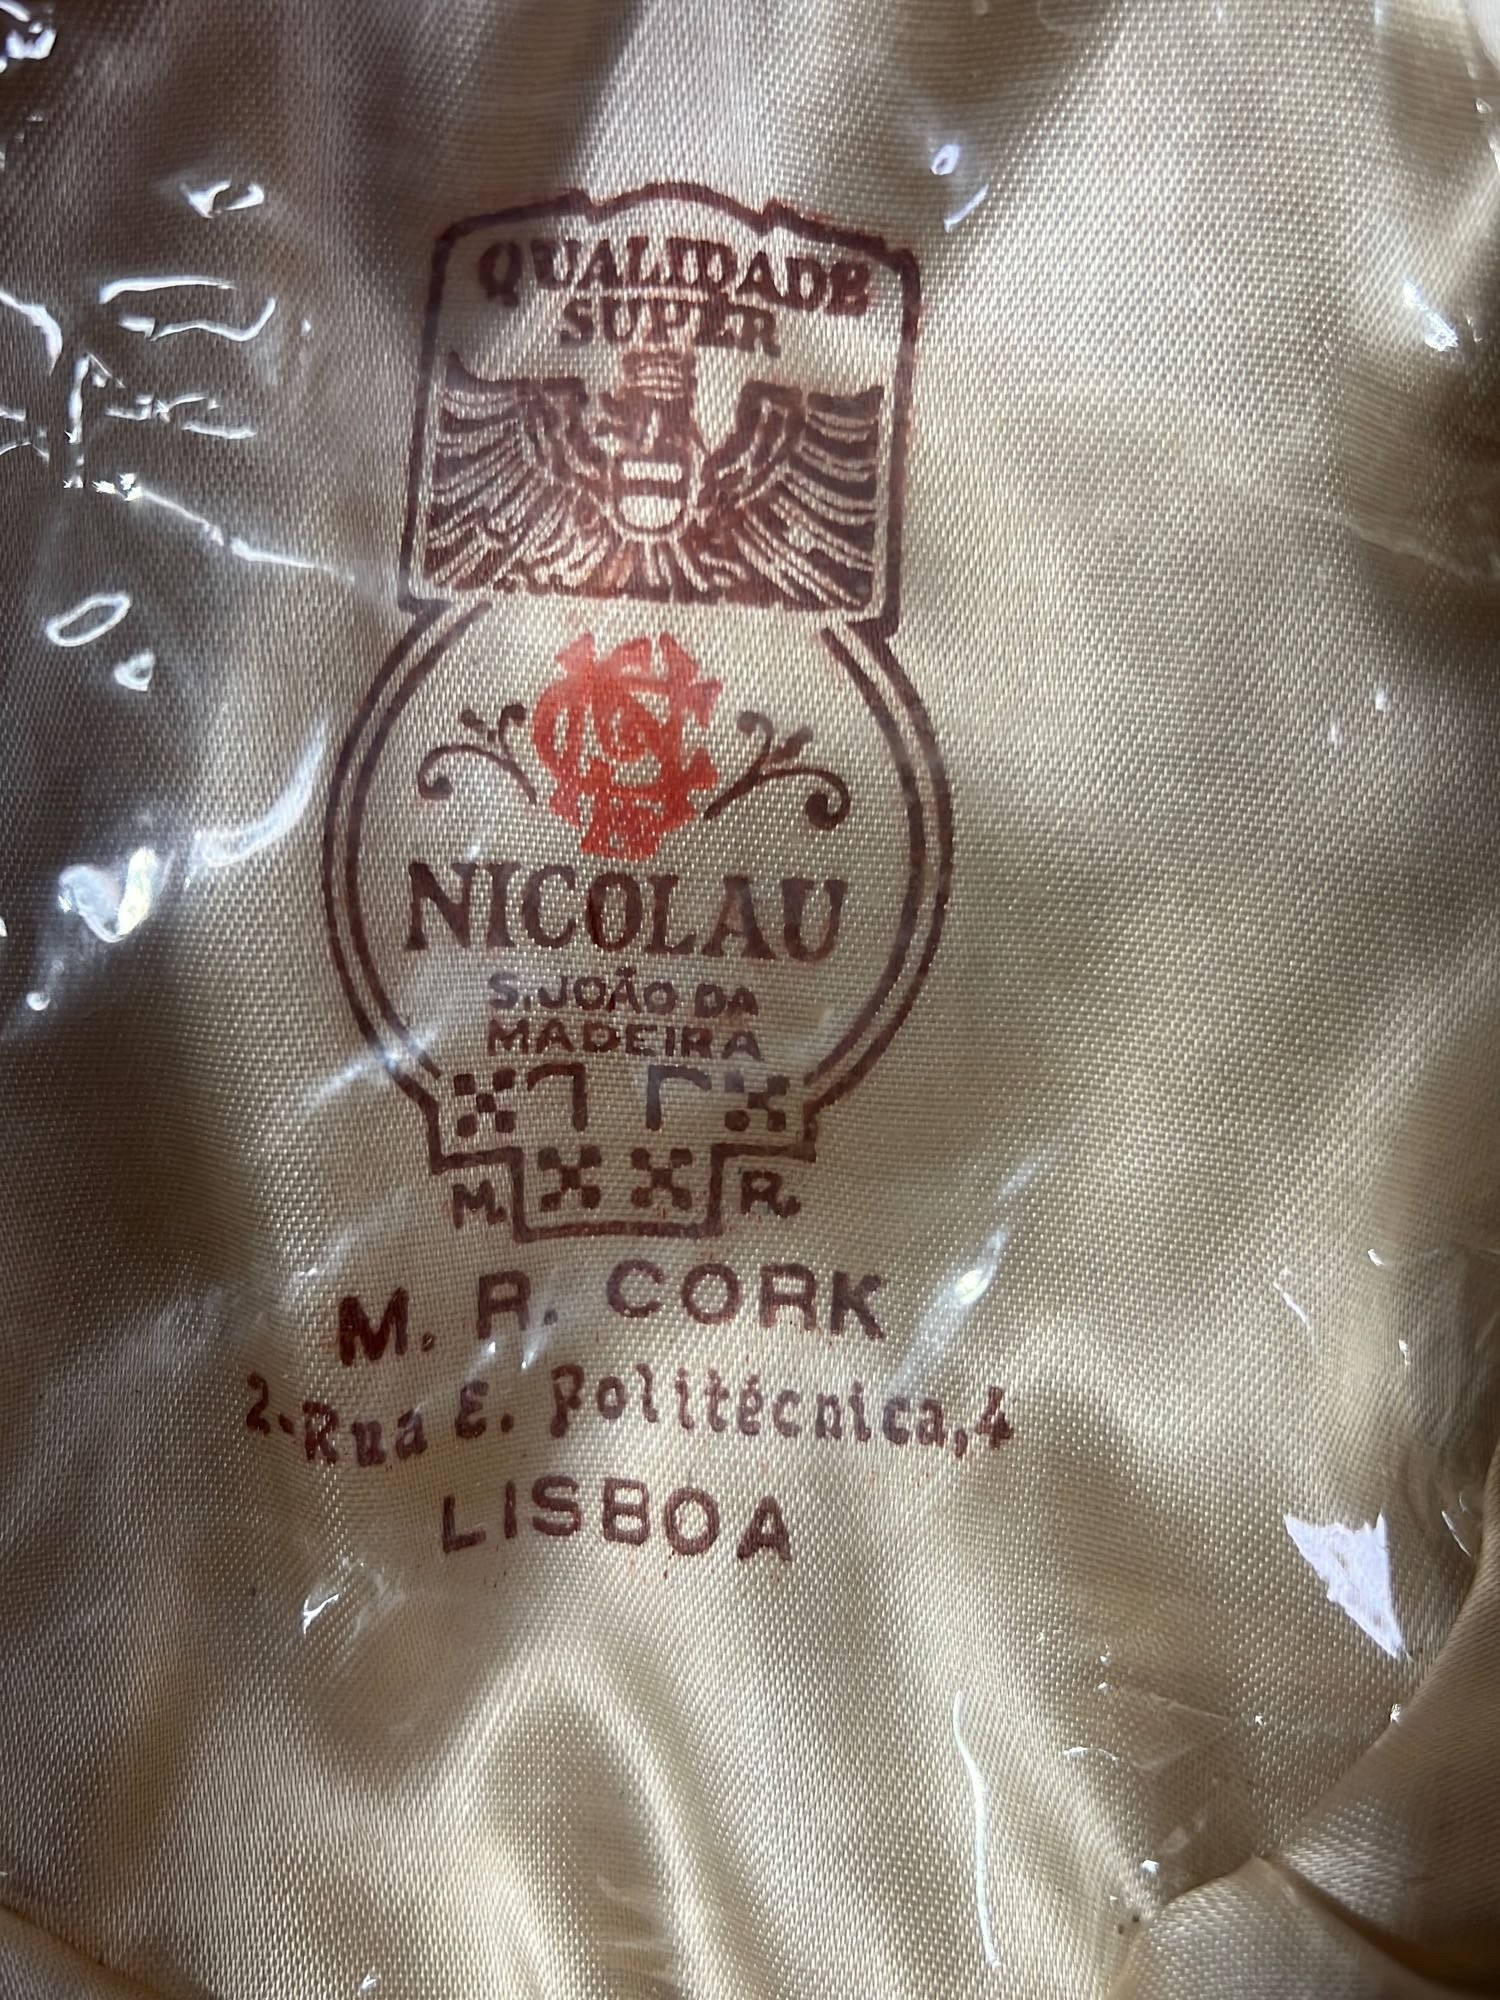 QUALIDADE
SUPER
NICOLAU
S. JOÃO DA
MADEIRA
M. R.
M. R. CORK
2. Rua E. Politécnica, 4
LISBOA